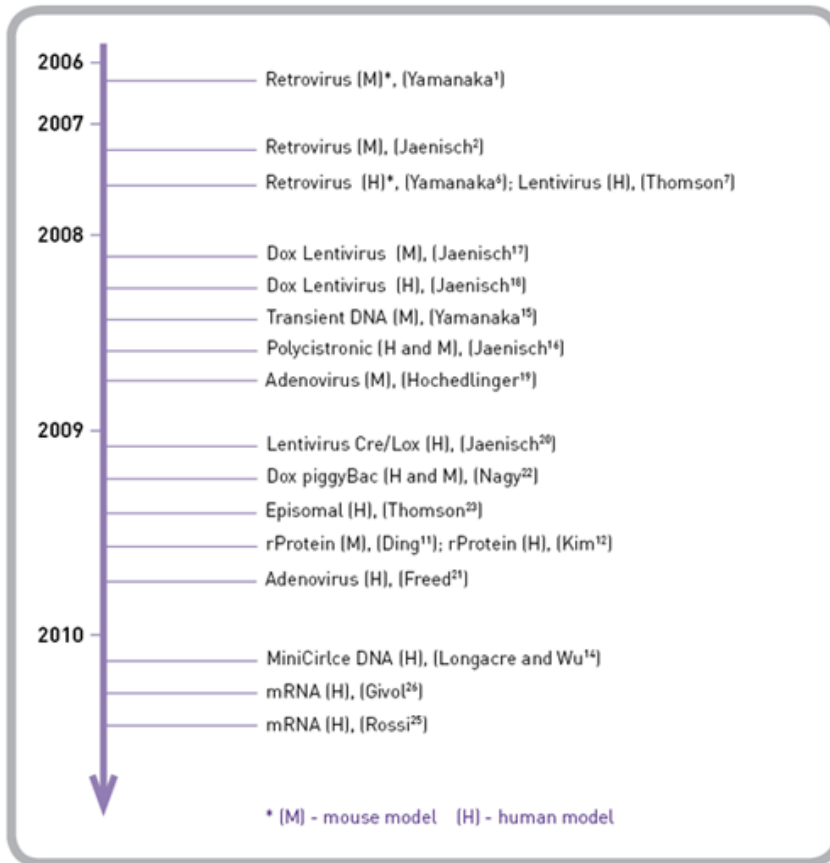 2006
Retrovirus (M)*, (Yamanaka¹)
2007
Retrovirus (M), (Jaenisch²)
Retrovirus (H)*, (Yamanaka⁶); Lentivirus (H), (Thomson⁷)
2008
Dox Lentivirus (M), (Jaenisch¹⁷)
Dox Lentivirus (H), (Jaenisch¹⁸)
Transient DNA (M), (Yamanaka¹⁵)
Polycistronic (H and M), (Jaenisch¹⁶)
Adenovirus (M), (Hochedlinger¹⁹)
2009
Lentivirus Cre/Lox (H), (Jaenisch²⁰)
Dox piggyBac (H and M), (Nagy²²)
Episomal (H), (Thomson²³)
rProtein (M), (Ding¹¹); rProtein (H), (Kim¹²)
Adenovirus (H), (Freed²¹)
2010
MiniCirlce DNA (H), (Longacre and Wu¹⁴)
mRNA (H), (Givol²⁶)
mRNA (H), (Rossi²⁵)
* (M) - mouse model (H) - human model